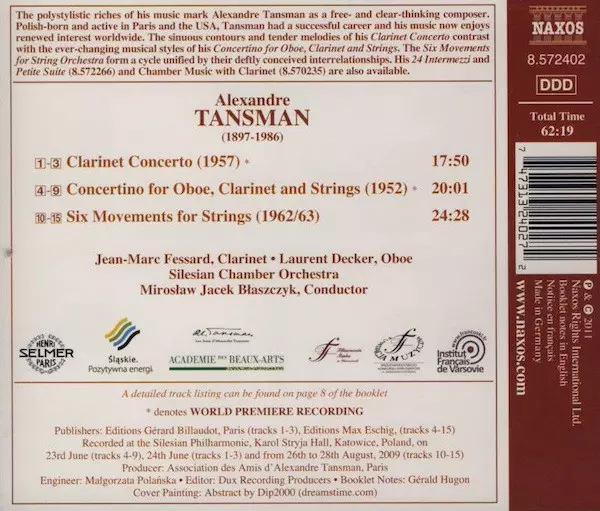 The polystylistic riches of his music mark Alexandre Tansman as a free- and clear-thinking composer.
Polish-born and active in Paris and the USA, Tansman had a successful career and his music now enjoys
renewed interest worldwide. The sinuous contours and tender melodies of his Clarinet Concerto contrast
with the ever-changing musical styles of his Concertino for Oboe, Clarinet and Strings. The Six Movements
for String Orchestra form a cycle unified by their deftly conceived interrelationships. His 24 Intermezzi and
Petite Suite (8.572266) and Chamber Music with Clarinet (8.570235) are also available.
Alexandre
TANSMAN
(1897-1986)
1-3 Clarinet Concerto (1957) * 17:50
4-9 Concertino for Oboe, Clarinet and Strings (1952) * 20:01
10-15 Six Movements for Strings (1962/63) 24:28
Jean-Marc Fessard, Clarinet • Laurent Decker, Oboe
Silesian Chamber Orchestra
Mirosław Jacek Błaszczyk, Conductor
HENRI
SELMER
PARIS
Śląskie.
Pozytywna energia
Les Amis d'Alexandre Tansman
ACADEMIE DES BEAUX-ARTS
Filharmonia
Śląska
AMUZ
Institut
Français
de Varsovie
A detailed track listing can be found on page 8 of the booklet
* denotes WORLD PREMIERE RECORDING
Publishers: Editions Gérard Billaudot, Paris (tracks 1-3), Editions Max Eschig, (tracks 4-15)
Recorded at the Silesian Philharmonic, Karol Stryja Hall, Katowice, Poland, on
23rd June (tracks 4-9), 24th June (tracks 1-3) and from 26th to 28th August, 2009 (tracks 10-15)
Producer: Association des Amis d'Alexandre Tansman, Paris
Engineer: Malgorzata Polańska • Editor: Dux Recording Producers • Booklet Notes: Gérald Hugon
Cover Painting: Abstract by Dip2000 (dreamstime.com)
NAXOS
8.572402
DDD
Total Time
62:19
7 47313 24027 2
℗ & © 2011
Naxos Rights International Ltd.
Booklet notes in English
Notice en français
Made in Germany
www.naxos.com